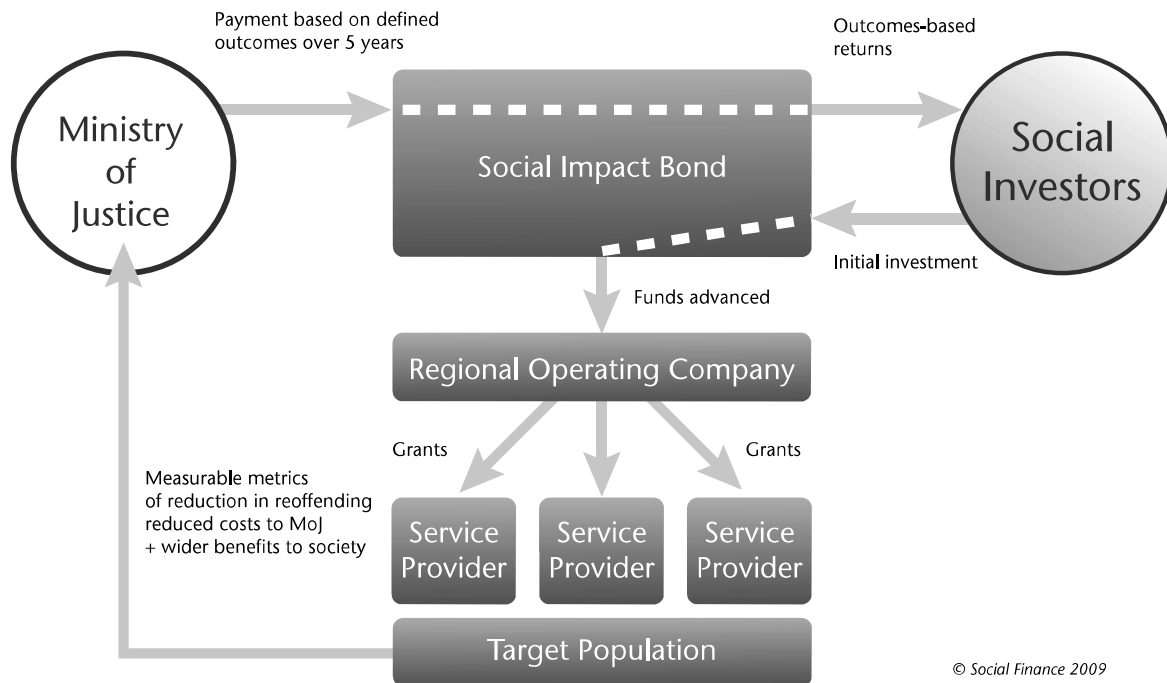 Payment based on defined
outcomes over 5 years
Outcomes-based
returns
Ministry
of
Justice
Social Impact Bond
Social
Investors
Initial investment
Funds advanced
Regional Operating Company
Grants
Grants
Measurable metrics
of reduction in reoffending
reduced costs to MoJ
+ wider benefits to society
Service
Provider
Service
Provider
Service
Provider
Target Population
© Social Finance 2009